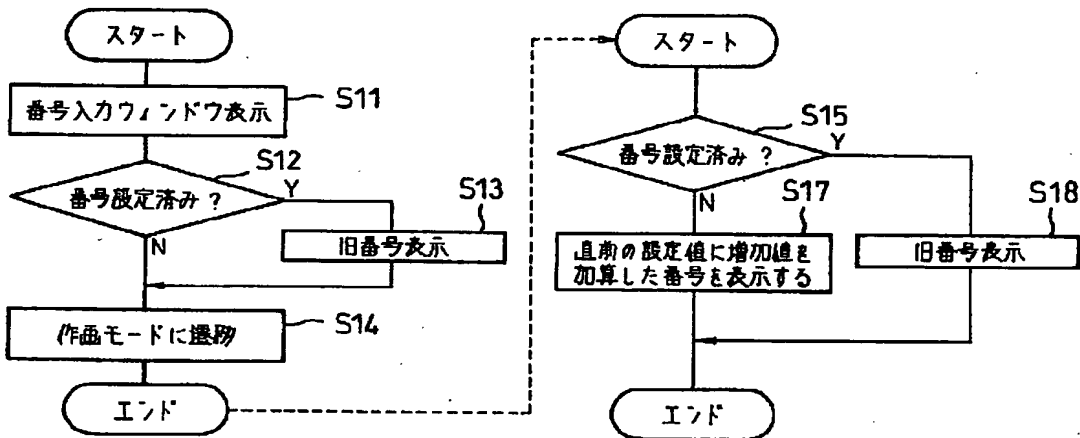 スタート
番号入力ウィンドウ表示
S11
番号設定済み?
S12
Y
N
旧番号表示
S13
作画モードに遷移
S14
エンド
スタート
番号設定済み?
S15
Y
N
直前の設定値に増加値を
加算した番号を表示する
S17
旧番号表示
S18
エンド